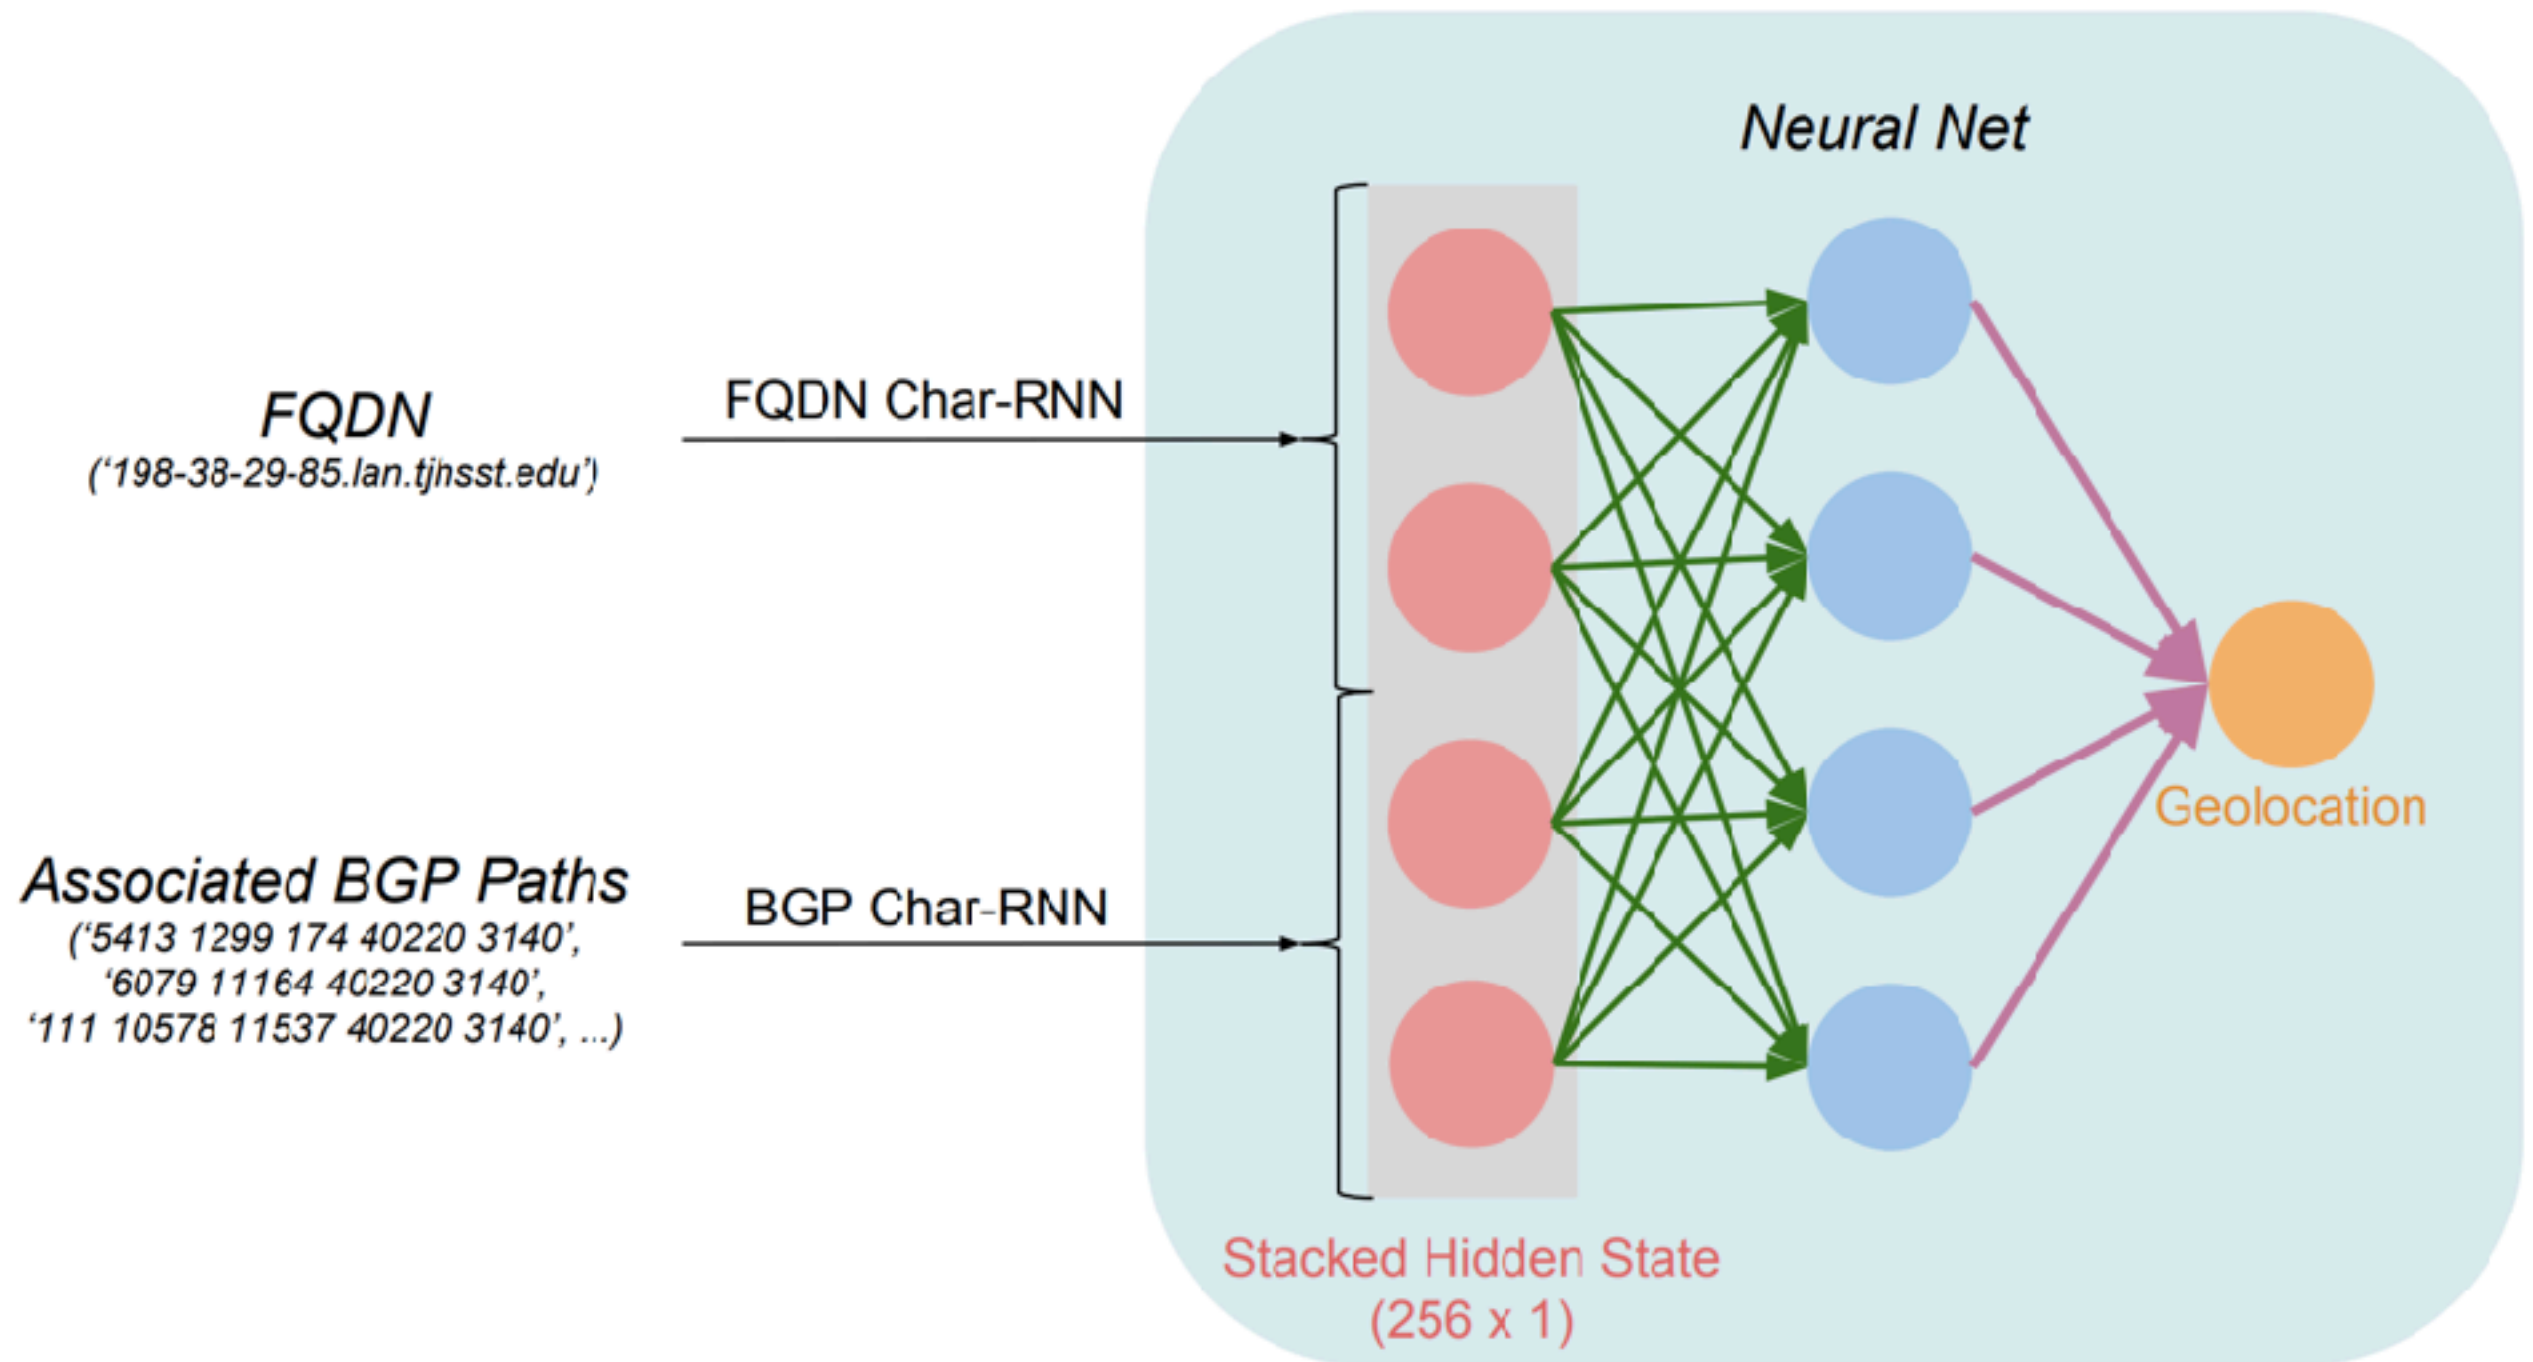 Neural Net
FQDN
(‘198-38-29-85.lan.tjhsst.edu’)
FQDN Char-RNN
Associated BGP Paths
(‘5413 1299 174 40220 3140’,
‘6079 11164 40220 3140’,
‘111 10578 11537 40220 3140’, ...)
BGP Char-RNN
Geolocation
Stacked Hidden State
(256 x 1)